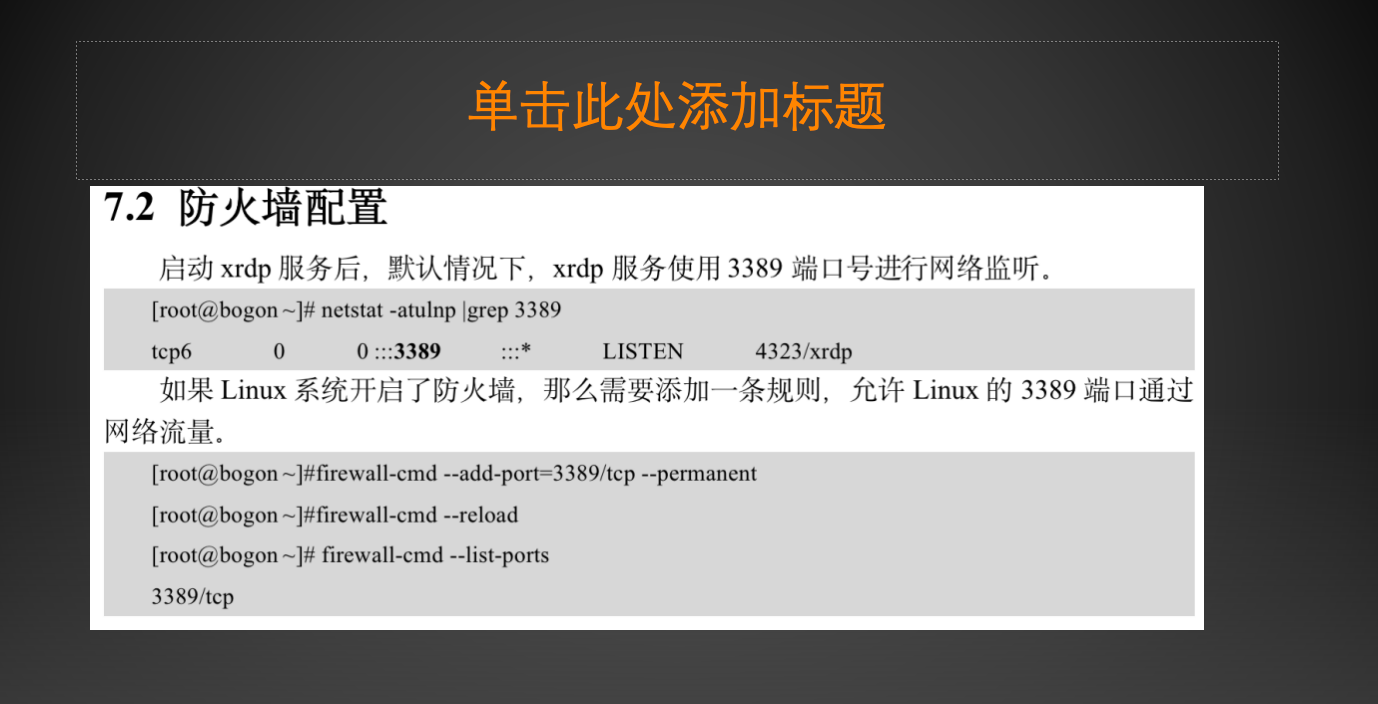 单击此处添加标题
7.2 防火墙配置
启动 xrdp 服务后，默认情况下，xrdp 服务使用 3389 端口号进行网络监听。
[root@bogon ~]# netstat -atulnp |grep 3389
tcp6 0 0 :::3389 :::* LISTEN 4323/xrdp
如果 Linux 系统开启了防火墙，那么需要添加一条规则，允许 Linux 的 3389 端口通过
网络流量。
[root@bogon ~]#firewall-cmd --add-port=3389/tcp --permanent
[root@bogon ~]#firewall-cmd --reload
[root@bogon ~]# firewall-cmd --list-ports
3389/tcp